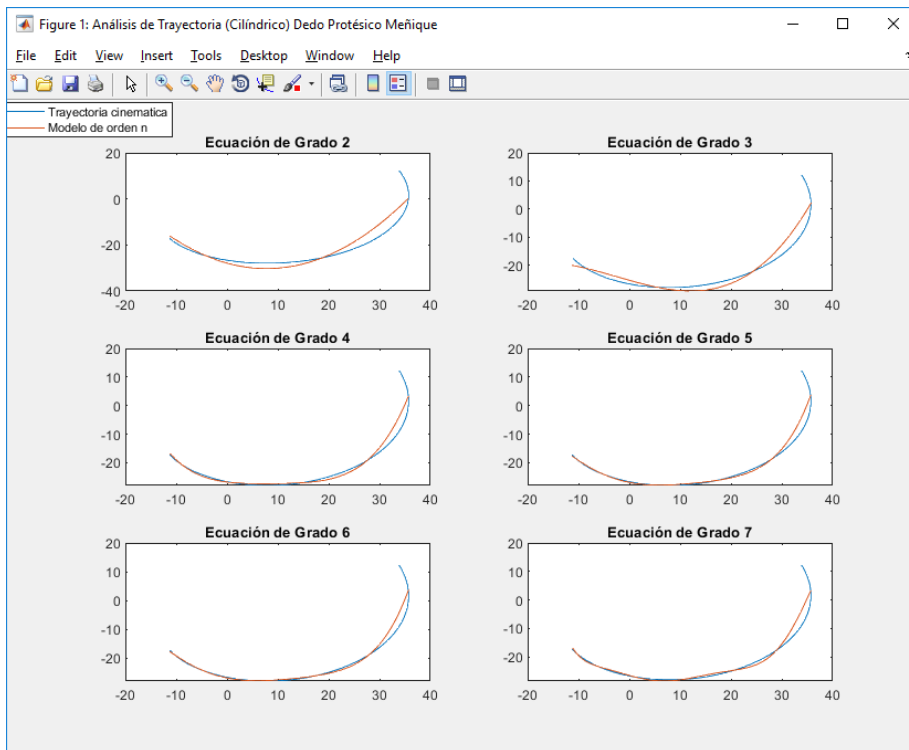 Figure 1: Análisis de Trayectoria (Cilíndrico) Dedo Protésico Meñique
File Edit View Insert Tools Desktop Window Help
Trayectoria cinematica
Modelo de orden n
Ecuación de Grado 2
20
0
-20
-40
-20 -10 0 10 20 30 40
Ecuación de Grado 3
20
10
0
-10
-20
-20 -10 0 10 20 30 40
Ecuación de Grado 4
20
10
0
-10
-20
-20 -10 0 10 20 30 40
Ecuación de Grado 5
20
10
0
-10
-20
-20 -10 0 10 20 30 40
Ecuación de Grado 6
20
10
0
-10
-20
-20 -10 0 10 20 30 40
Ecuación de Grado 7
20
10
0
-10
-20
-20 -10 0 10 20 30 40